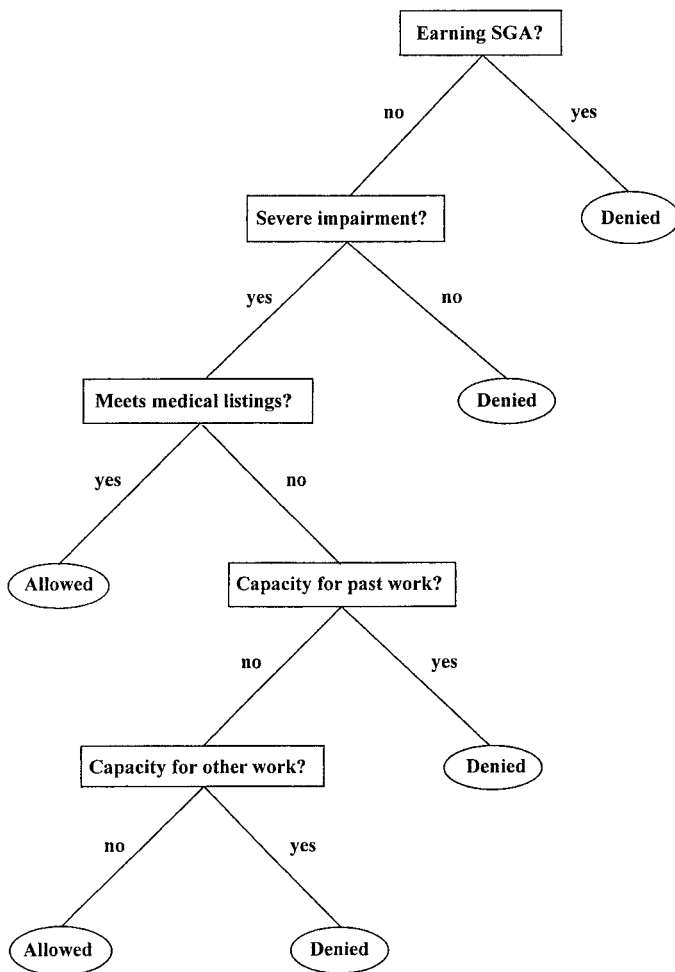 Earning SGA?
no
yes
Severe impairment?
Denied
yes
no
Meets medical listings?
Denied
yes
no
Allowed
Capacity for past work?
no
yes
Capacity for other work?
Denied
no
yes
Allowed
Denied